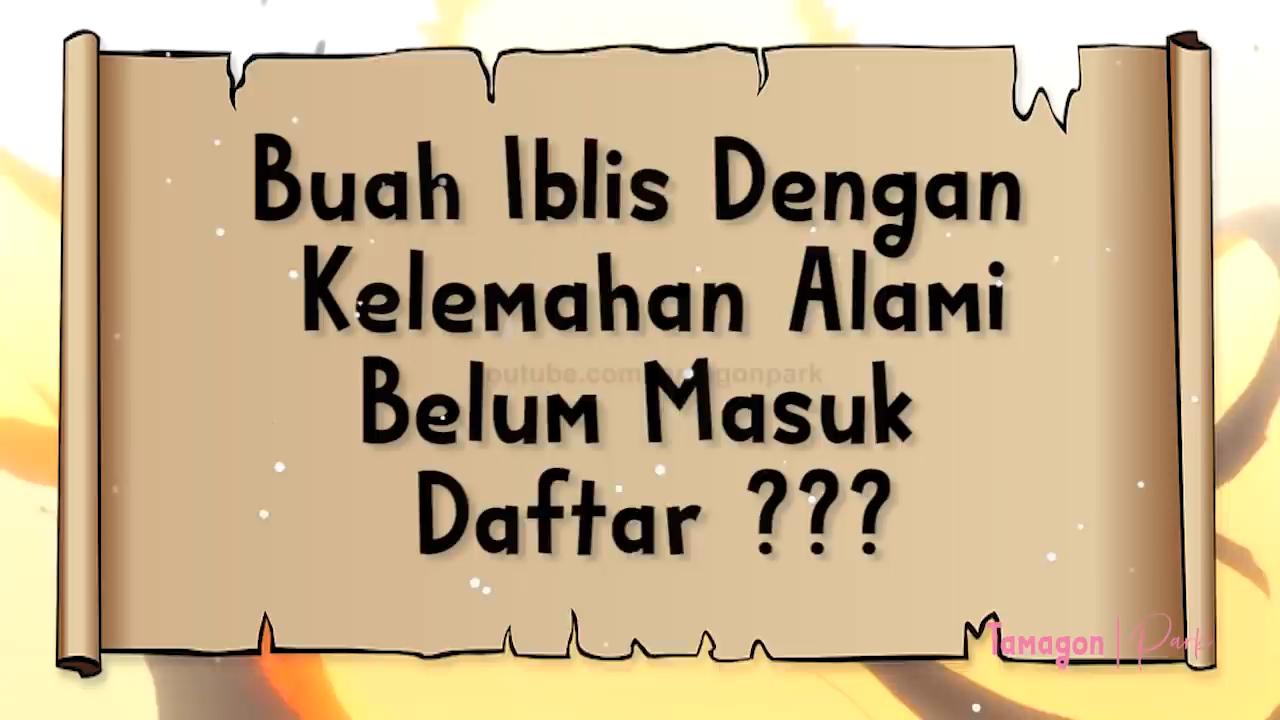 Buah Iblis Dengan
Kelemahan Alami
Belum Masuk
Daftar ???
Tamagon | Park